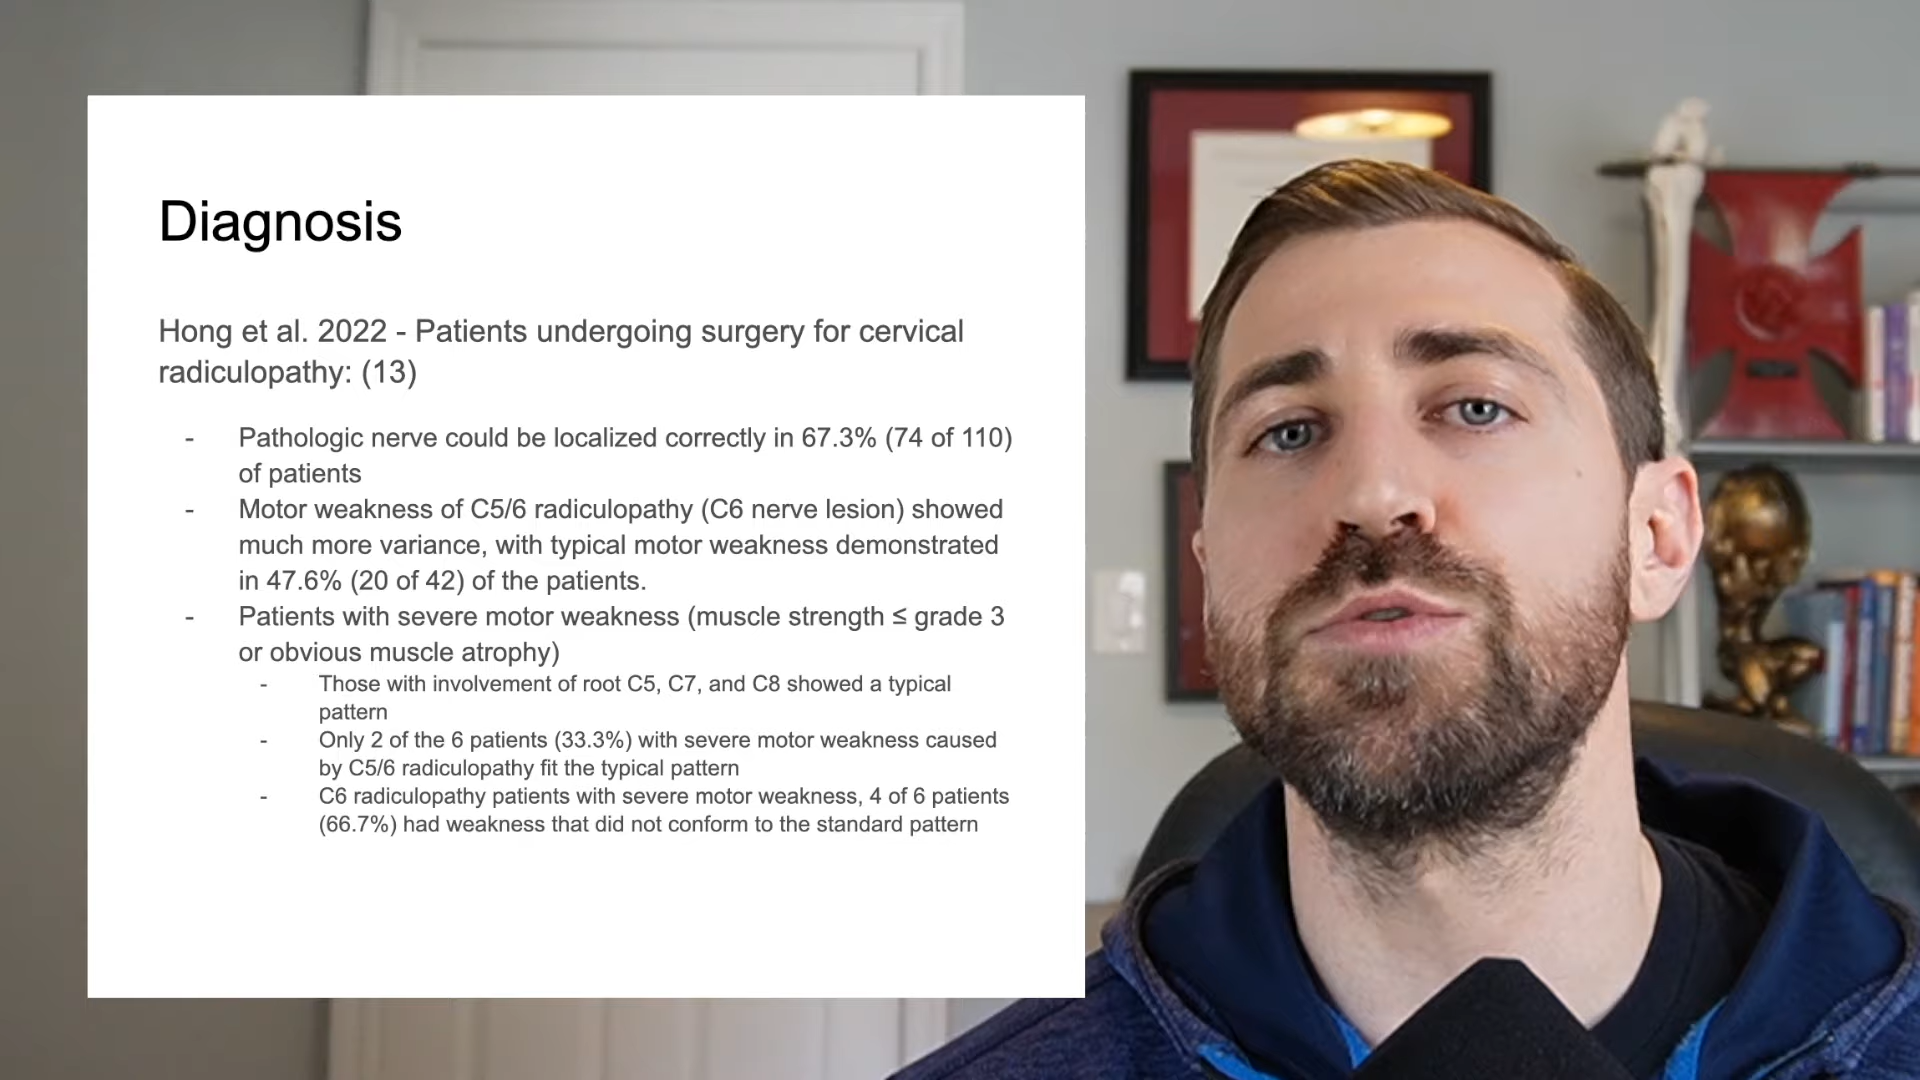 Diagnosis
Hong et al. 2022 - Patients undergoing surgery for cervical
radiculopathy: (13)
- Pathologic nerve could be localized correctly in 67.3% (74 of 110)
of patients
- Motor weakness of C5/6 radiculopathy (C6 nerve lesion) showed
much more variance, with typical motor weakness demonstrated
in 47.6% (20 of 42) of the patients.
- Patients with severe motor weakness (muscle strength ≤ grade 3
or obvious muscle atrophy)
- Those with involvement of root C5, C7, and C8 showed a typical
pattern
- Only 2 of the 6 patients (33.3%) with severe motor weakness caused
by C5/6 radiculopathy fit the typical pattern
- C6 radiculopathy patients with severe motor weakness, 4 of 6 patients
(66.7%) had weakness that did not conform to the standard pattern